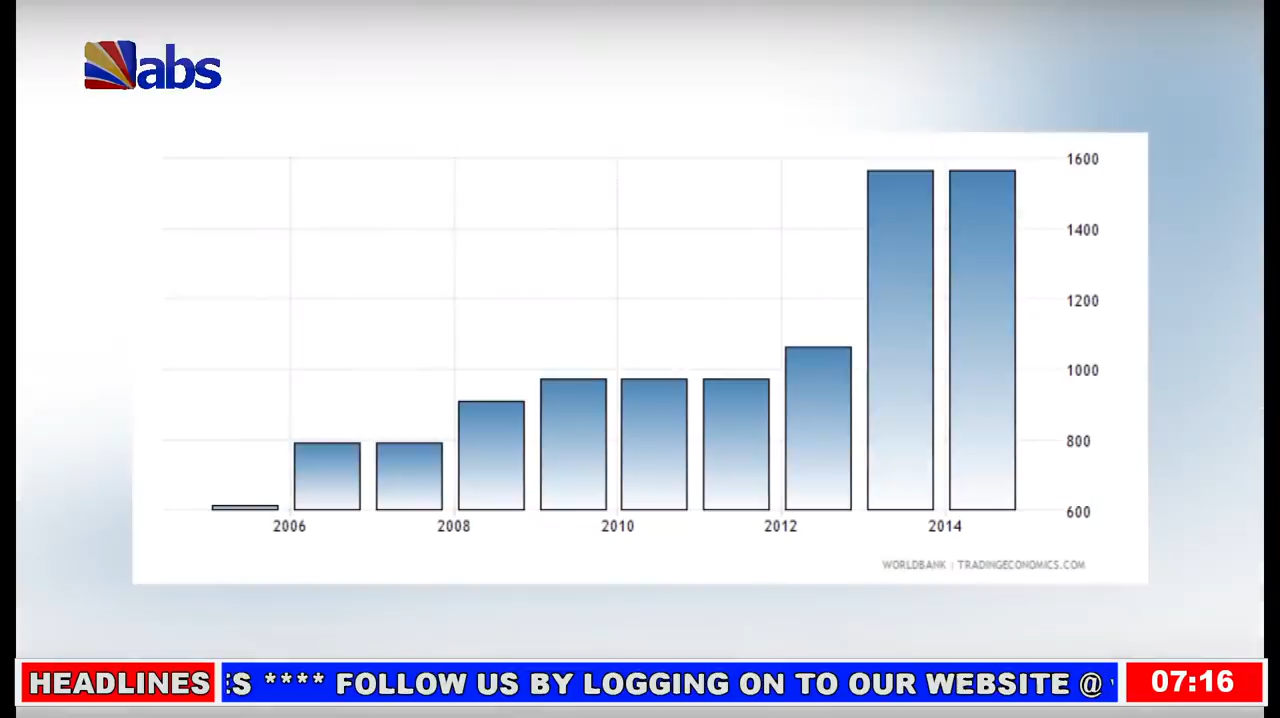 abs
1600
1400
1200
1000
800
600
2006 2008 2010 2012 2014
WORLDBANK | TRADINGECONOMICS.COM
HEADLINES S **** FOLLOW US BY LOGGING ON TO OUR WEBSITE @ 07:16